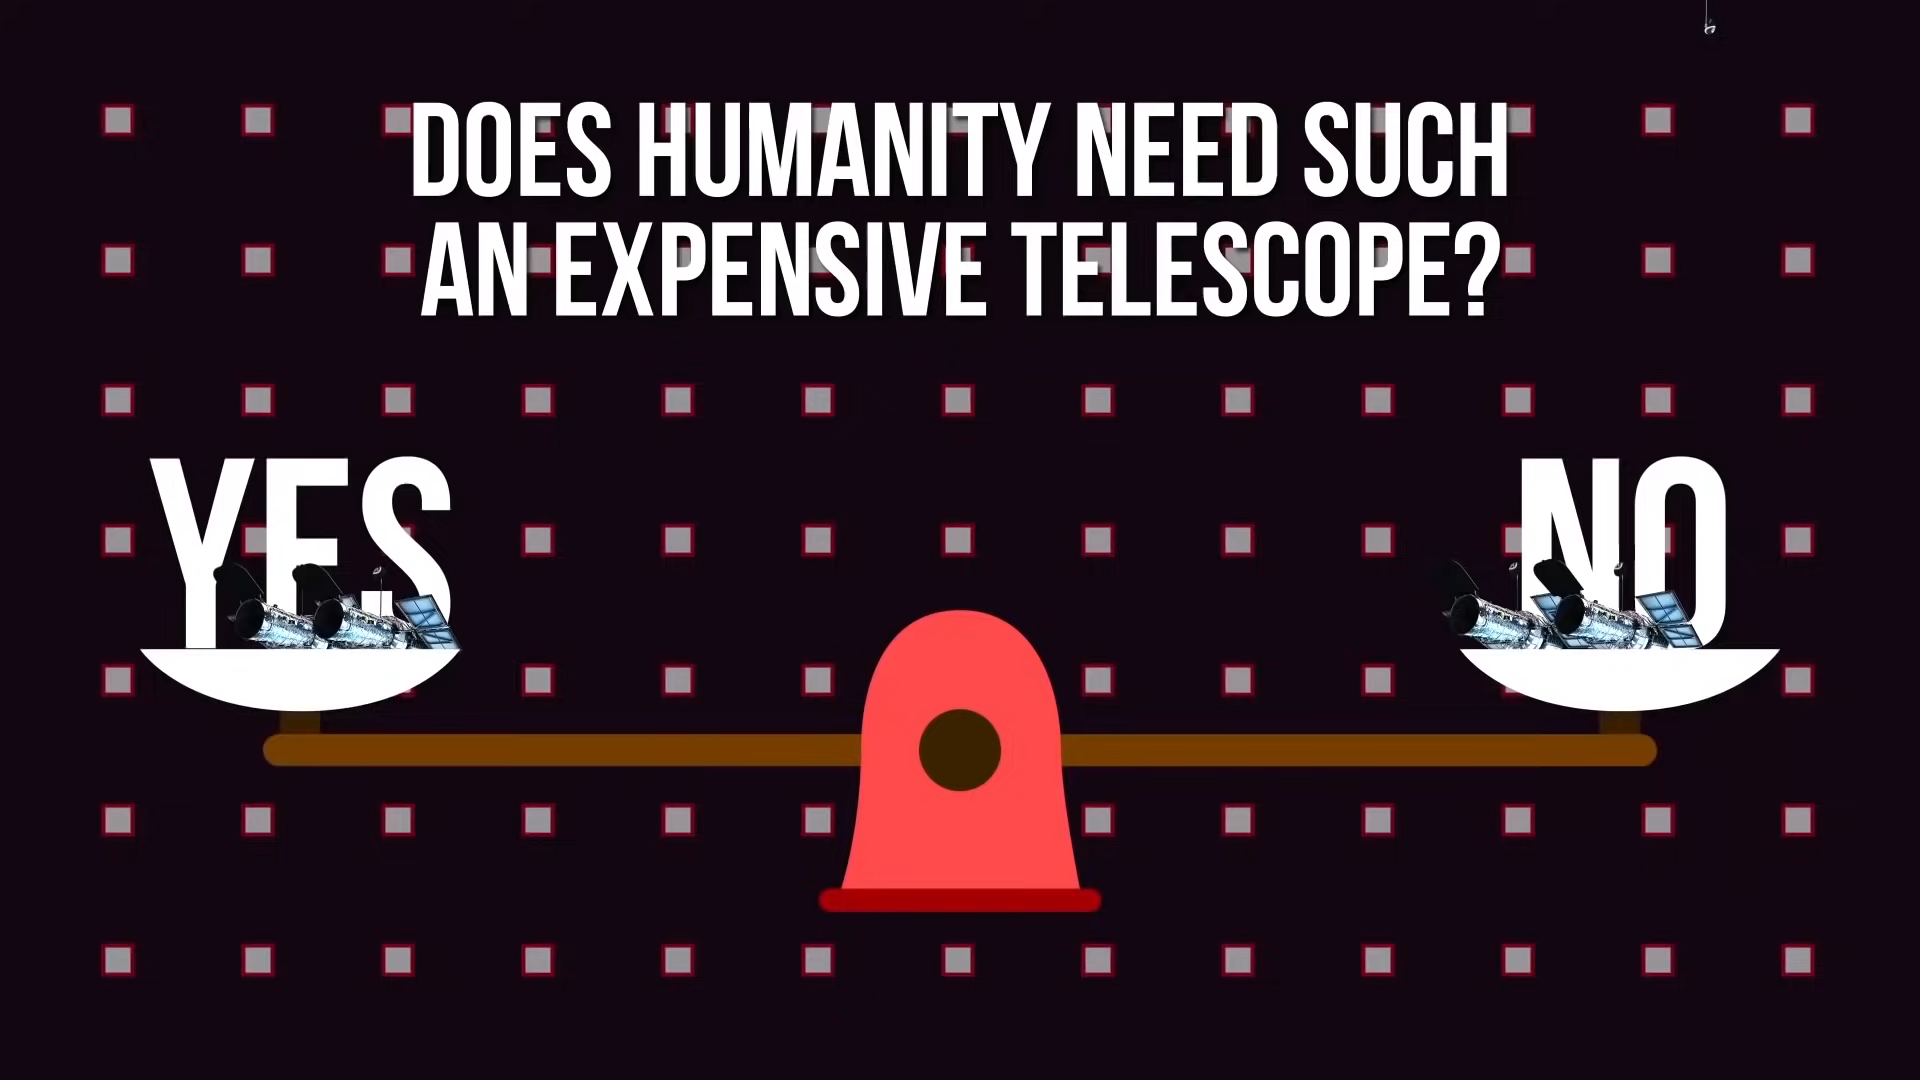 DOES HUMANITY NEED SUCH
AN EXPENSIVE TELESCOPE?
YES
NO